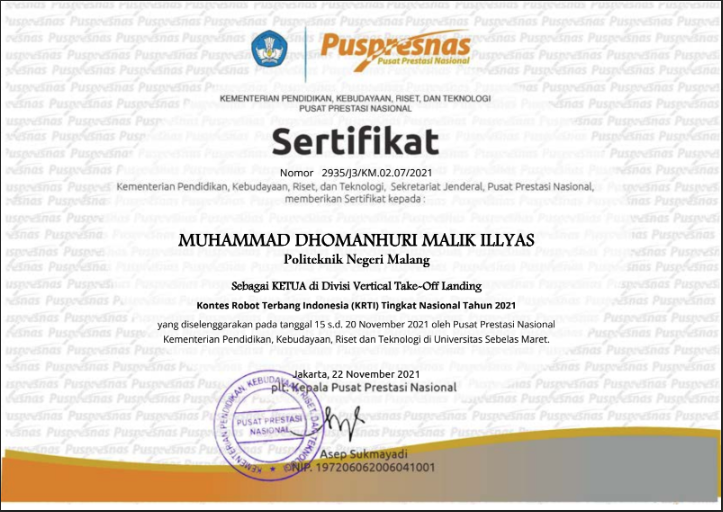 Puspresnas
Pusat Prestasi Nasional
KEMENTERIAN PENDIDIKAN, KEBUDAYAAN, RISET, DAN TEKNOLOGI
PUSAT PRESTASI NASIONAL
Sertifikat
Nomor 2935/J3/KM.02.07/2021
Kementerian Pendidikan, Kebudayaan, Riset, dan Teknologi, Sekretariat Jenderal, Pusat Prestasi Nasional,
memberikan Sertifikat kepada :
MUHAMMAD DHOMANHURI MALIK ILLYAS
Politeknik Negeri Malang
Sebagai KETUA di Divisi Vertical Take-Off Landing
Kontes Robot Terbang Indonesia (KRTI) Tingkat Nasional Tahun 2021
yang diselenggarakan pada tanggal 15 s.d. 20 November 2021 oleh Pusat Prestasi Nasional
Kementerian Pendidikan, Kebudayaan, Riset dan Teknologi di Universitas Sebelas Maret.
Jakarta, 22 November 2021
plt. Kepala Pusat Prestasi Nasional
KEMENTERIAN PENDIDIKAN, KEBUDAYAAN, RISET, DAN TEKNOLOGI
PUSAT PRESTASI
NASIONAL
Asep Sukmayadi
NIP. 197206062006041001